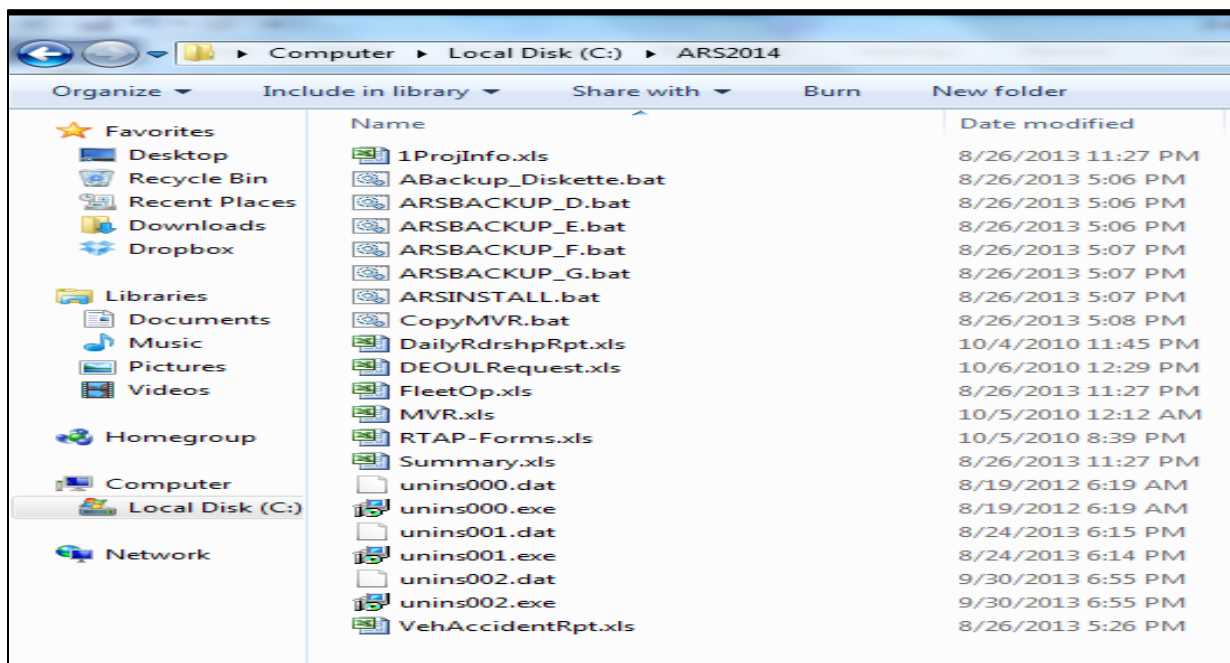 Computer Local Disk (C:) ARS2014
Organize Include in library Share with Burn New folder
Favorites
Desktop
Recycle Bin
Recent Places
Downloads
Dropbox
Libraries
Documents
Music
Pictures
Videos
Homegroup
Computer
Local Disk (C:)
Network
Name Date modified
1ProjInfo.xls 8/26/2013 11:27 PM
ABackup_Diskette.bat 8/26/2013 5:06 PM
ARSBACKUP_D.bat 8/26/2013 5:06 PM
ARSBACKUP_E.bat 8/26/2013 5:06 PM
ARSBACKUP_F.bat 8/26/2013 5:07 PM
ARSBACKUP_G.bat 8/26/2013 5:07 PM
ARSINSTALL.bat 8/26/2013 5:07 PM
CopyMVR.bat 8/26/2013 5:08 PM
DailyRdrshpRpt.xls 10/4/2010 11:45 PM
DEOULRequest.xls 10/6/2010 12:29 PM
FleetOp.xls 8/26/2013 11:27 PM
MVR.xls 10/5/2010 12:12 AM
RTAP-Forms.xls 10/5/2010 8:39 PM
Summary.xls 8/26/2013 11:27 PM
unins000.dat 8/19/2012 6:19 AM
unins000.exe 8/19/2012 6:19 AM
unins001.dat 8/24/2013 6:15 PM
unins001.exe 8/24/2013 6:14 PM
unins002.dat 9/30/2013 6:55 PM
unins002.exe 9/30/2013 6:55 PM
VehAccidentRpt.xls 8/26/2013 5:26 PM